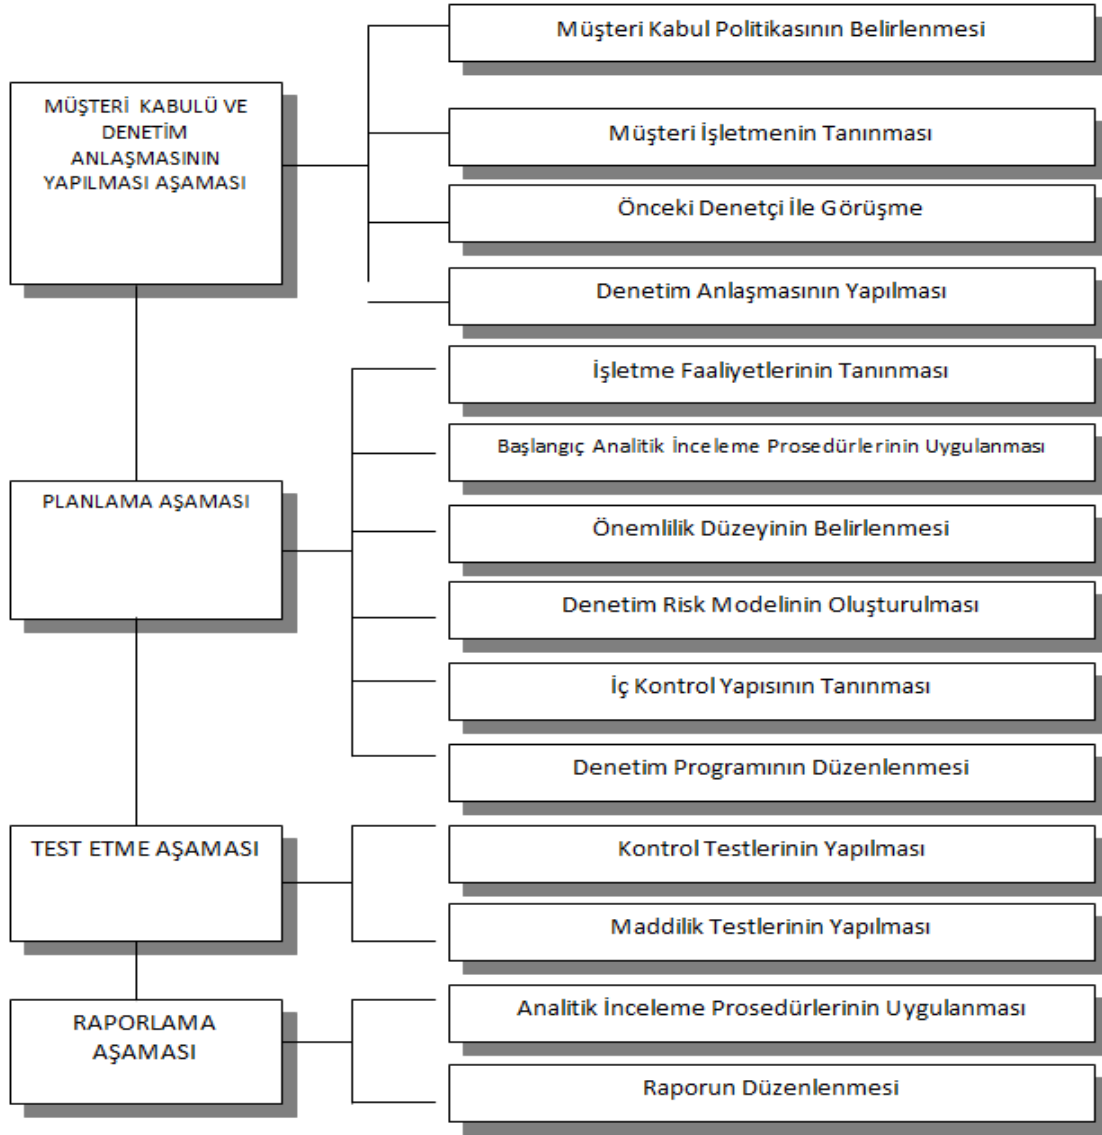 MÜŞTERİ KABULÜ VE
DENETİM
ANLAŞMASININ
YAPILMASI AŞAMASI
Müşteri Kabul Politikasının Belirlenmesi
Müşteri İşletmenin Tanınması
Önceki Denetçi İle Görüşme
Denetim Anlaşmasının Yapılması
PLANLAMA AŞAMASI
İşletme Faaliyetlerinin Tanınması
Başlangıç Analitik İnceleme Prosedürlerinin Uygulanması
Önemlilik Düzeyinin Belirlenmesi
Denetim Risk Modelinin Oluşturulması
İç Kontrol Yapısının Tanınması
Denetim Programının Düzenlenmesi
TEST ETME AŞAMASI
Kontrol Testlerinin Yapılması
Maddilik Testlerinin Yapılması
RAPORLAMA
AŞAMASI
Analitik İnceleme Prosedürlerinin Uygulanması
Raporun Düzenlenmesi